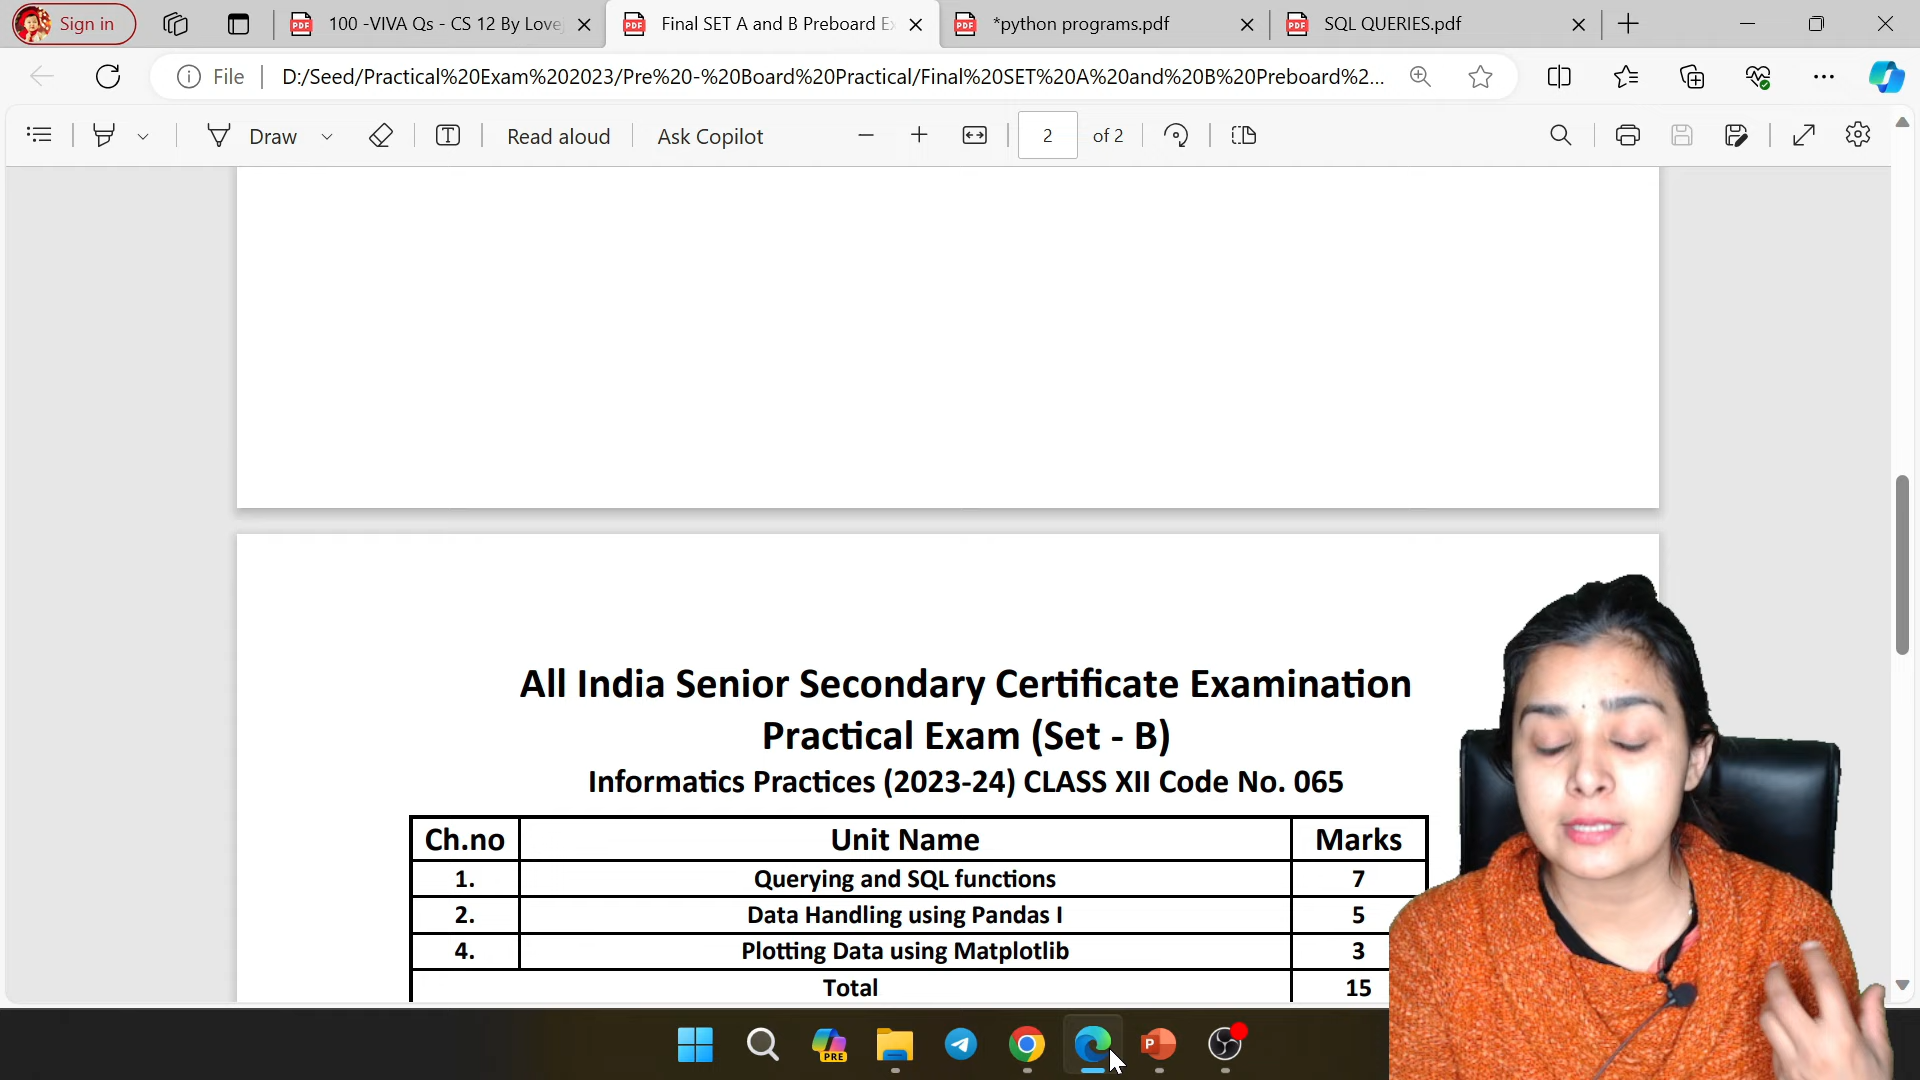 Sign in
100 -VIVA Qs - CS 12 By Love
Final SET A and B Preboard E
*python programs.pdf
SQL QUERIES.pdf
File
D:/Seed/Practical%20Exam%202023/Pre%20-%20Board%20Practical/Final%20SET%20A%20and%20B%20Preboard%2...
Draw
Read aloud
Ask Copilot
2
of 2
All India Senior Secondary Certificate Examination
Practical Exam (Set - B)
Informatics Practices (2023-24) CLASS XII Code No. 065
Ch.no Unit Name Marks
1. Querying and SQL functions 7
2. Data Handling using Pandas I 5
4. Plotting Data using Matplotlib 3
Total 15
PRE